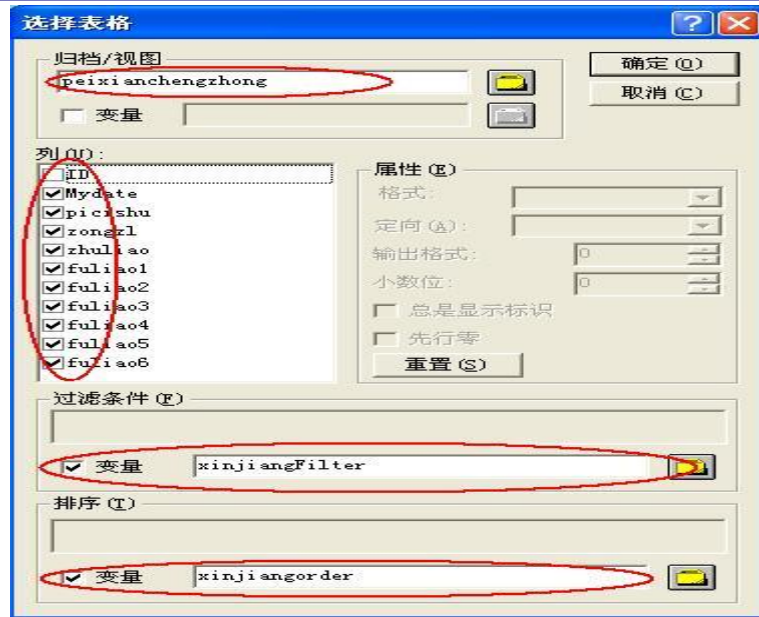 选择表格
归档/视图
peixianchengzhong
变量
确定(O)
取消(C)
列(U):
ID
Mydate
picishu
zongzl
zhuliao
fuliao1
fuliao2
fuliao3
fuliao4
fuliao5
fuliao6
属性(E)
格式:
定向(A):
输出格式: 0
小数位: 0
总是显示标识
先行零
重置(S)
过滤条件(F)
变量 xinjiangFilter
排序(T)
变量 xinjiangorder